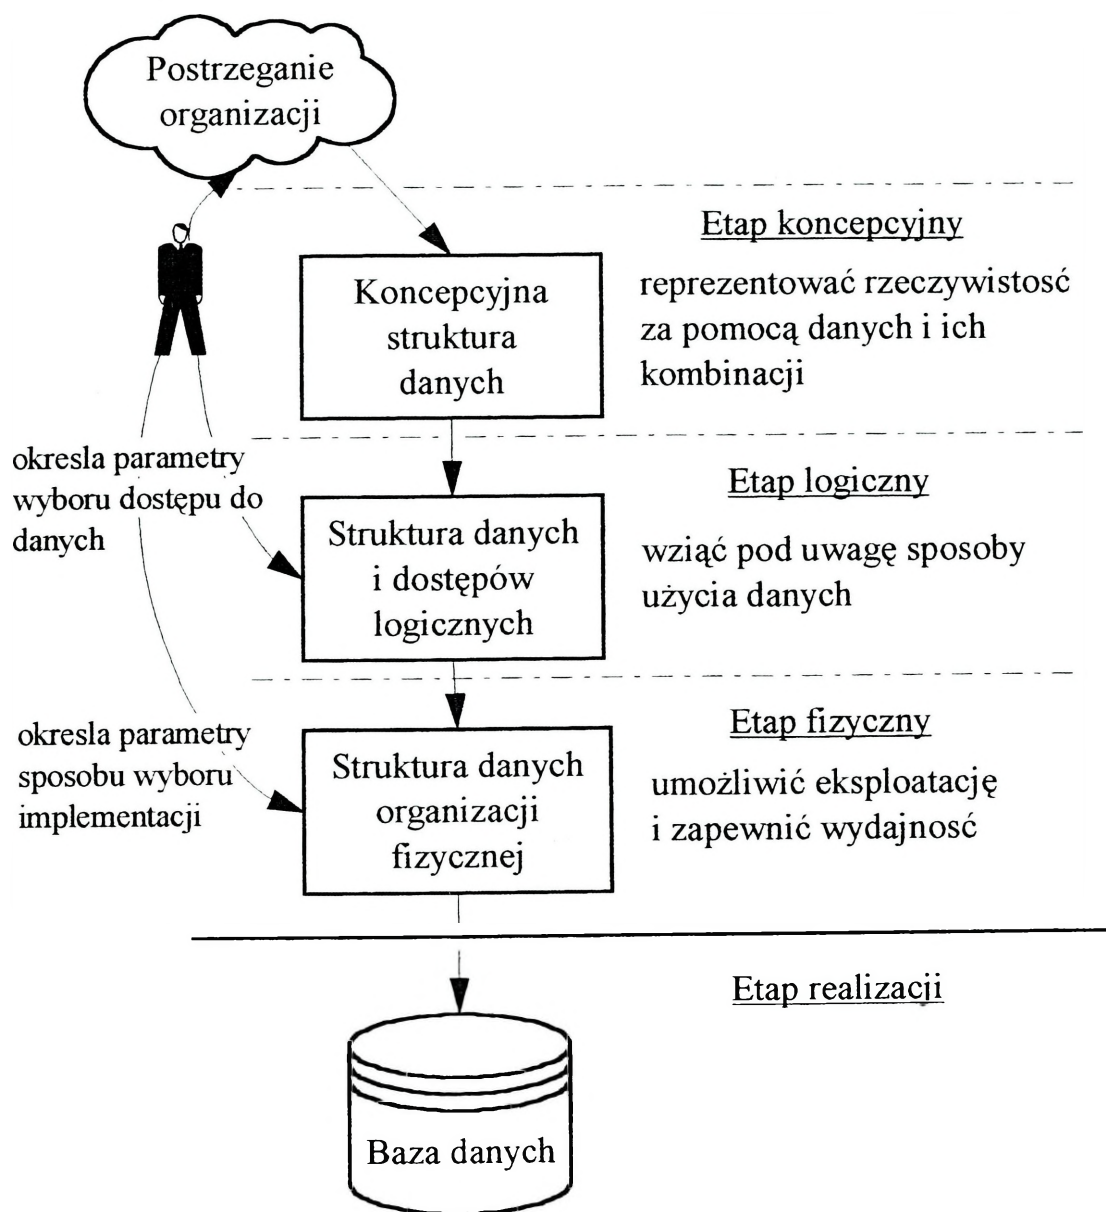 Postrzeganie
organizacji
Etap koncepcyjny
reprezentować rzeczywistosć
za pomocą danych i ich
kombinacji
Koncepcyjna
struktura
danych
okresla parametry
wyboru dostępu do
danych
Etap logiczny
wziąć pod uwagę sposoby
użycia danych
Struktura danych
i dostępów
logicznych
okresla parametry
sposobu wyboru
implementacji
Etap fizyczny
umożliwić eksploatację
i zapewnić wydajnosć
Struktura danych
organizacji
fizycznej
Etap realizacji
Baza danych